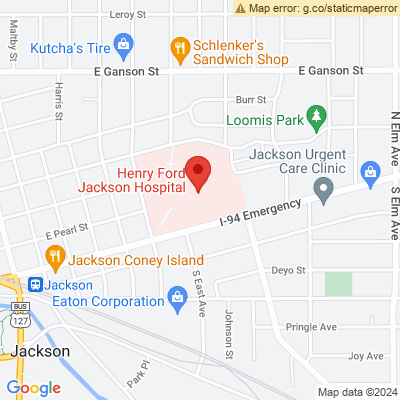 Map error: g.co/staticmaperror
Leroy St
Maltby St
Kutcha's Tire
Schlenker's
Sandwich Shop
E Ganson St
E Ganson St
Harris St
Burr St
Loomis Park
N Elm Ave
Henry Ford
Jackson Hospital
Jackson Urgent
Care Clinic
S Elm Ave
I-94 Emergency
E Pearl St
Jackson Coney Island
Jackson
Deyo St
Eaton Corporation
S East Ave
BUS
127
Johnson St
Pringle Ave
Jackson
Joy Ave
Park Pl
Google
Map data ©2024